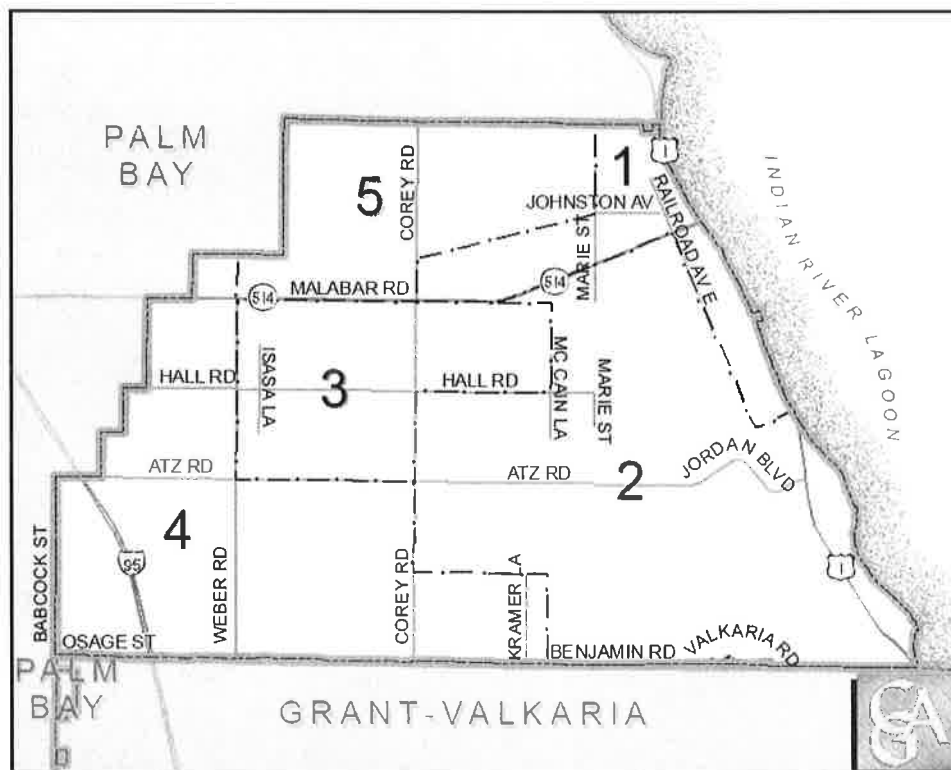 PALM
BAY
5
COREY RD
1
1
JOHNSTON AV
RAILROAD AV E
MARIE ST
INDIAN RIVER LAGOON
514
MALABAR RD
514
HALL RD
ISASA LA
3
HALL RD
MC CAIN LA
MARIE ST
ATZ RD
ATZ RD
2
JORDAN BLVD
4
BABCOCK ST
95
WEBER RD
COREY RD
KRAMER LA
1
OSAGE ST
BENJAMIN RD
VALKARIA RD
PALM
BAY
GRANT-VALKARIA